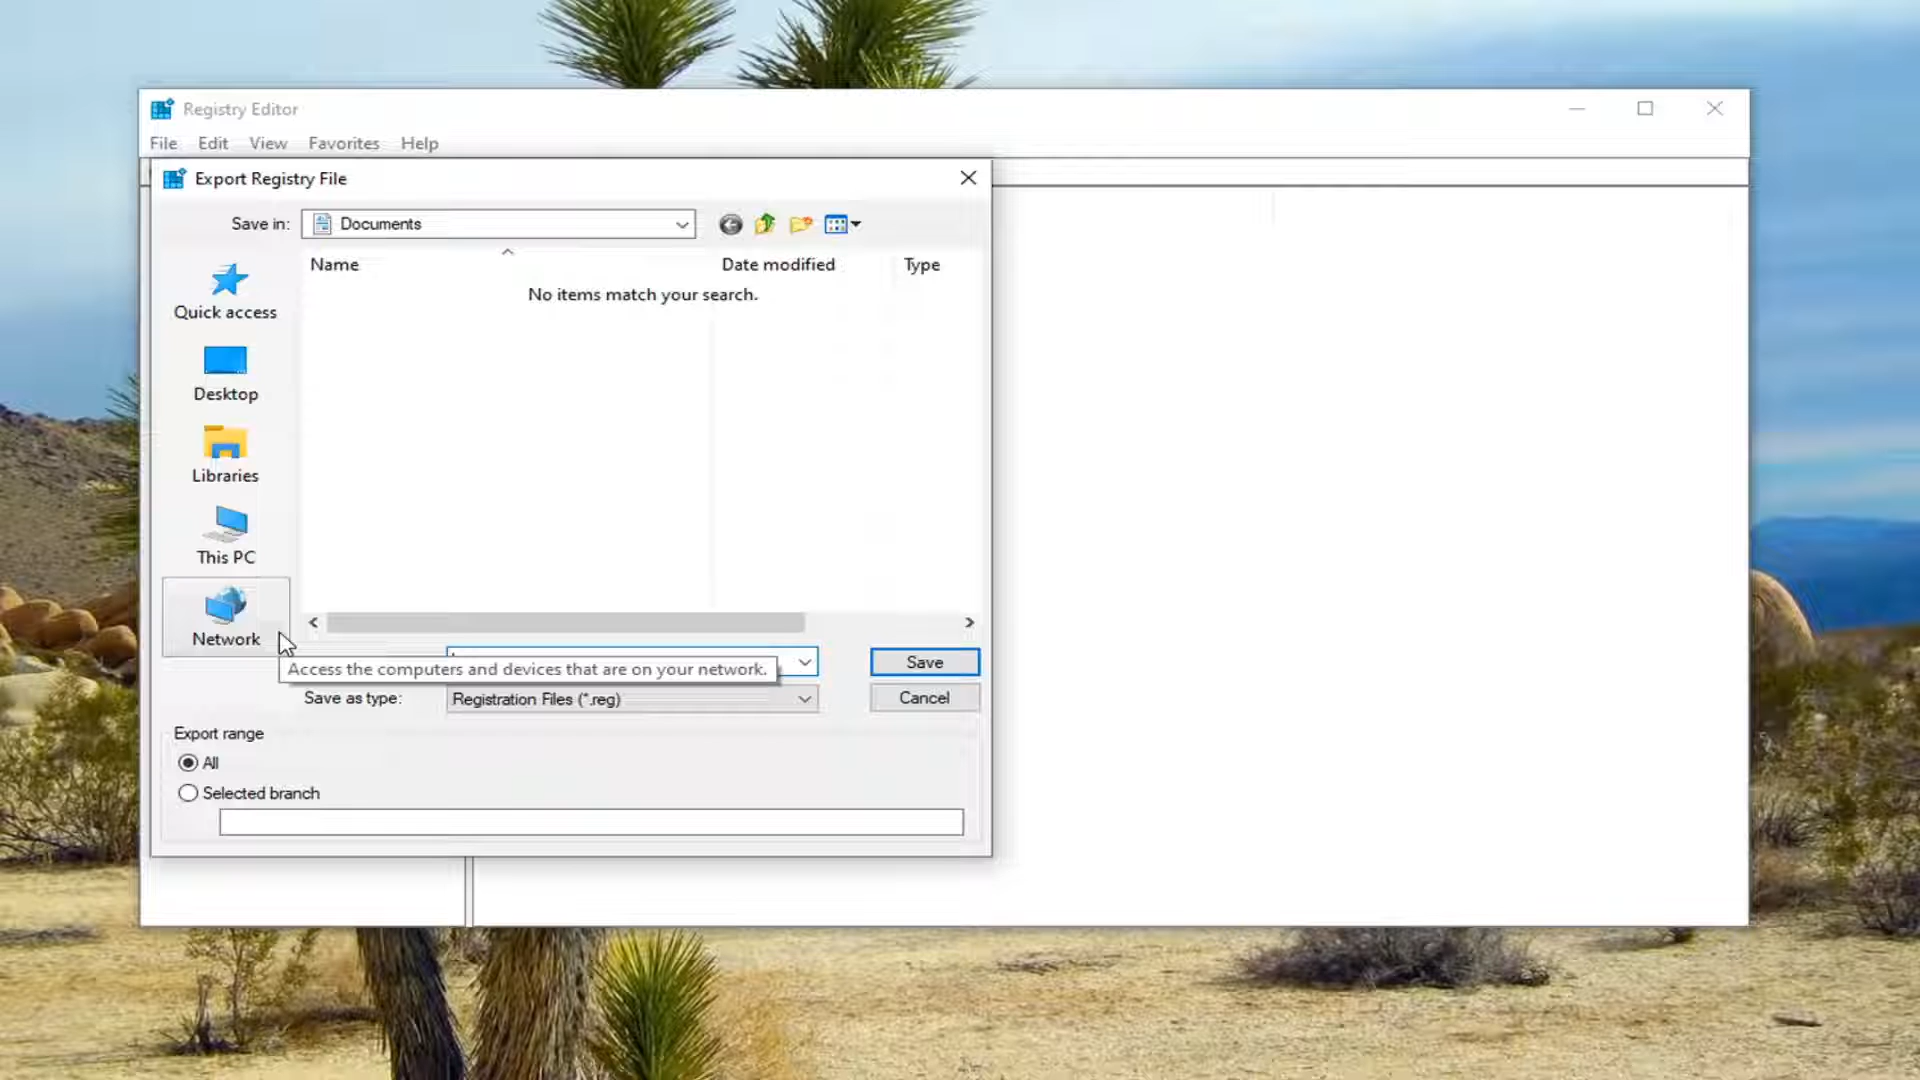 Registry Editor
File Edit View Favorites Help
Export Registry File
Save in: Documents
Name Date modified Type
No items match your search.
Quick access
Desktop
Libraries
This PC
Network
Access the computers and devices that are on your network.
Save
Save as type: Registration Files (*.reg)
Cancel
Export range
All
Selected branch